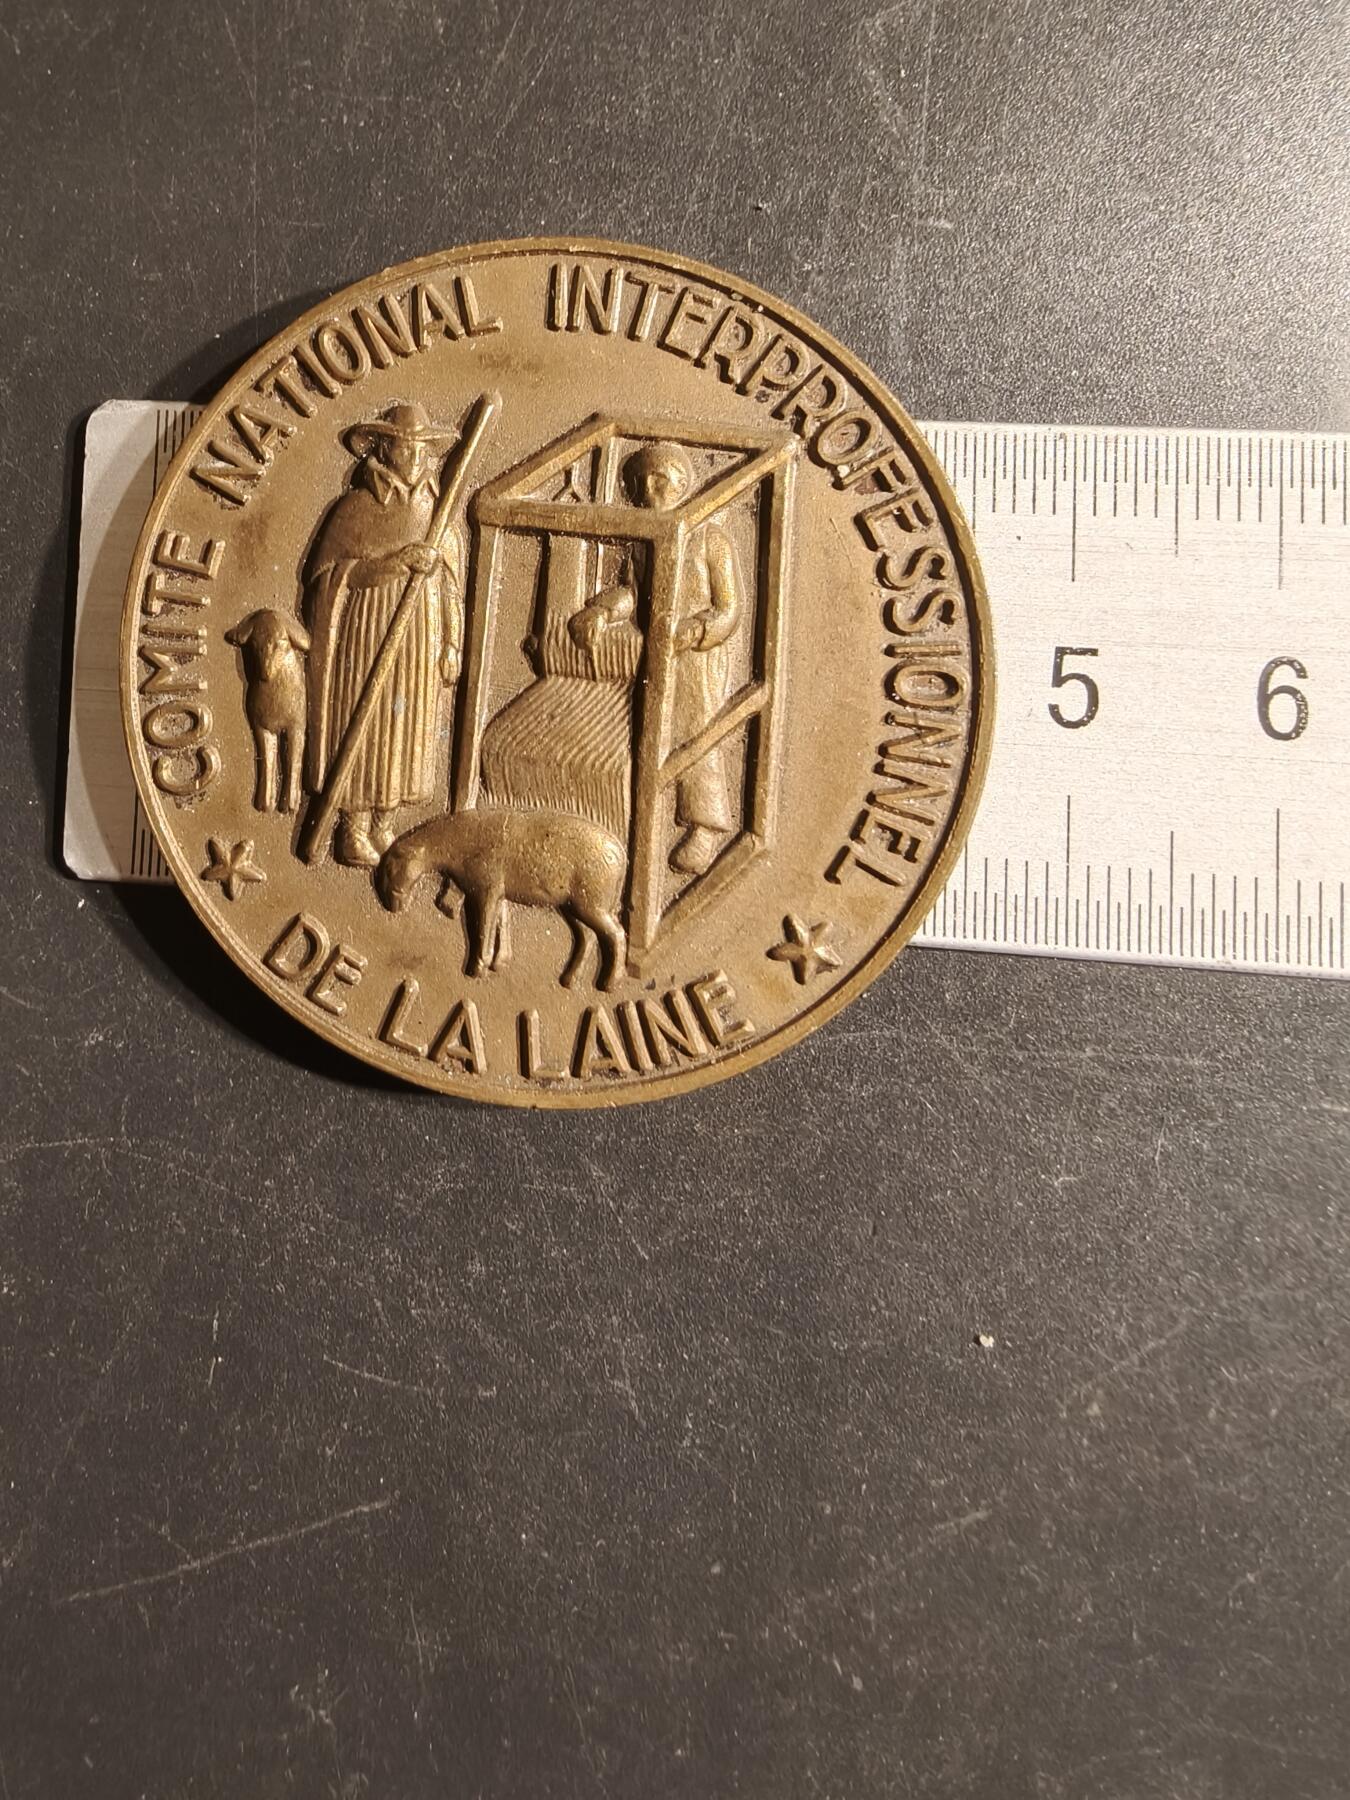 COMITE NATIONAL INTERPROFESSIONNEL
DE LA LAINE
5 6